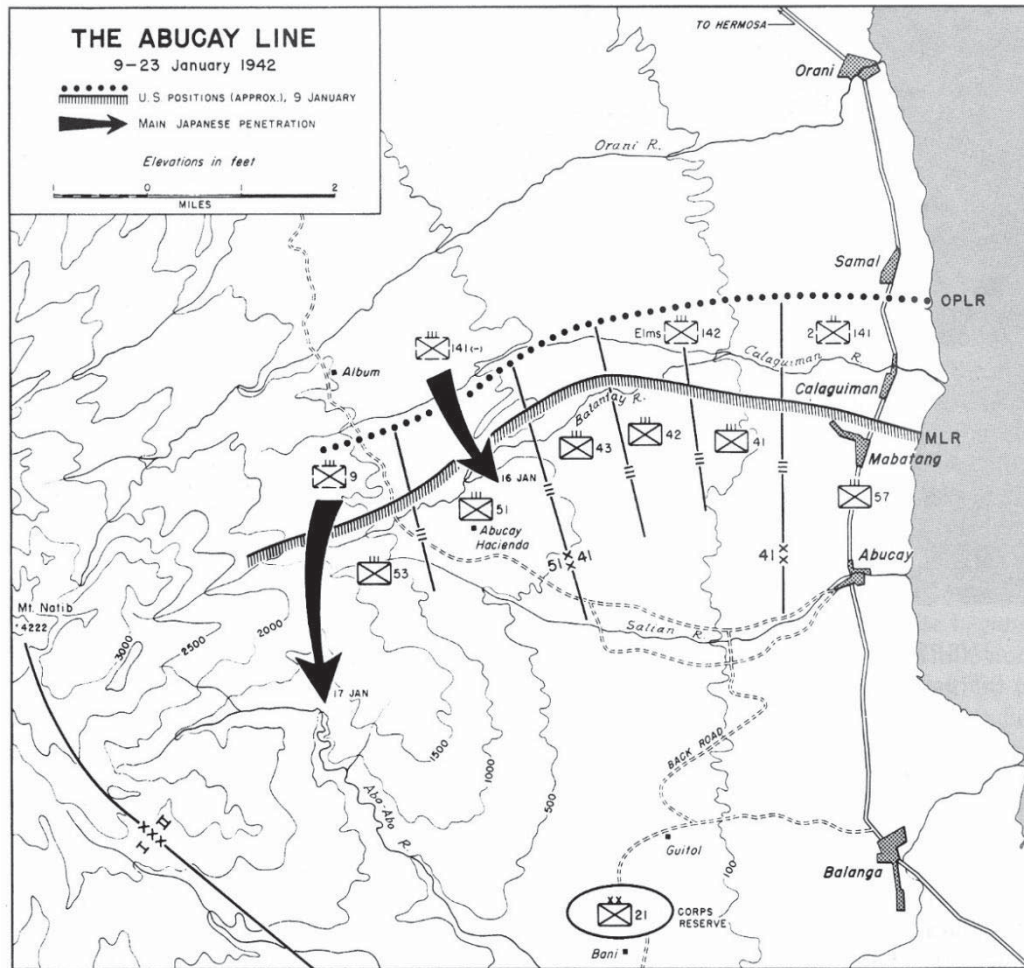 THE ABUCAY LINE
9-23 January 1942
U.S. POSITIONS (APPROX.), 9 JANUARY
MAIN JAPANESE PENETRATION
Elevations in feet
1 0 1 2
MILES
TO HERMOSA
Orani
Orani R.
Samal
OPLR
141(-)
Elms 142
2 141
Calaguiman R.
Album
Calaguiman
Balantay R.
MLR
43
42
41
Mabatang
9
16 JAN
51
57
Abucay
Hacienda
51 XX 41
41 XX
Abucay
53
Mt. Natib
4222
3000
2500
2000
Salian R.
17 JAN
1500
1000
500
BACK ROAD
Abo-Abo R.
XXX
II
I
Guitol
100
Balanga
XX
21
CORPS
RESERVE
Bani